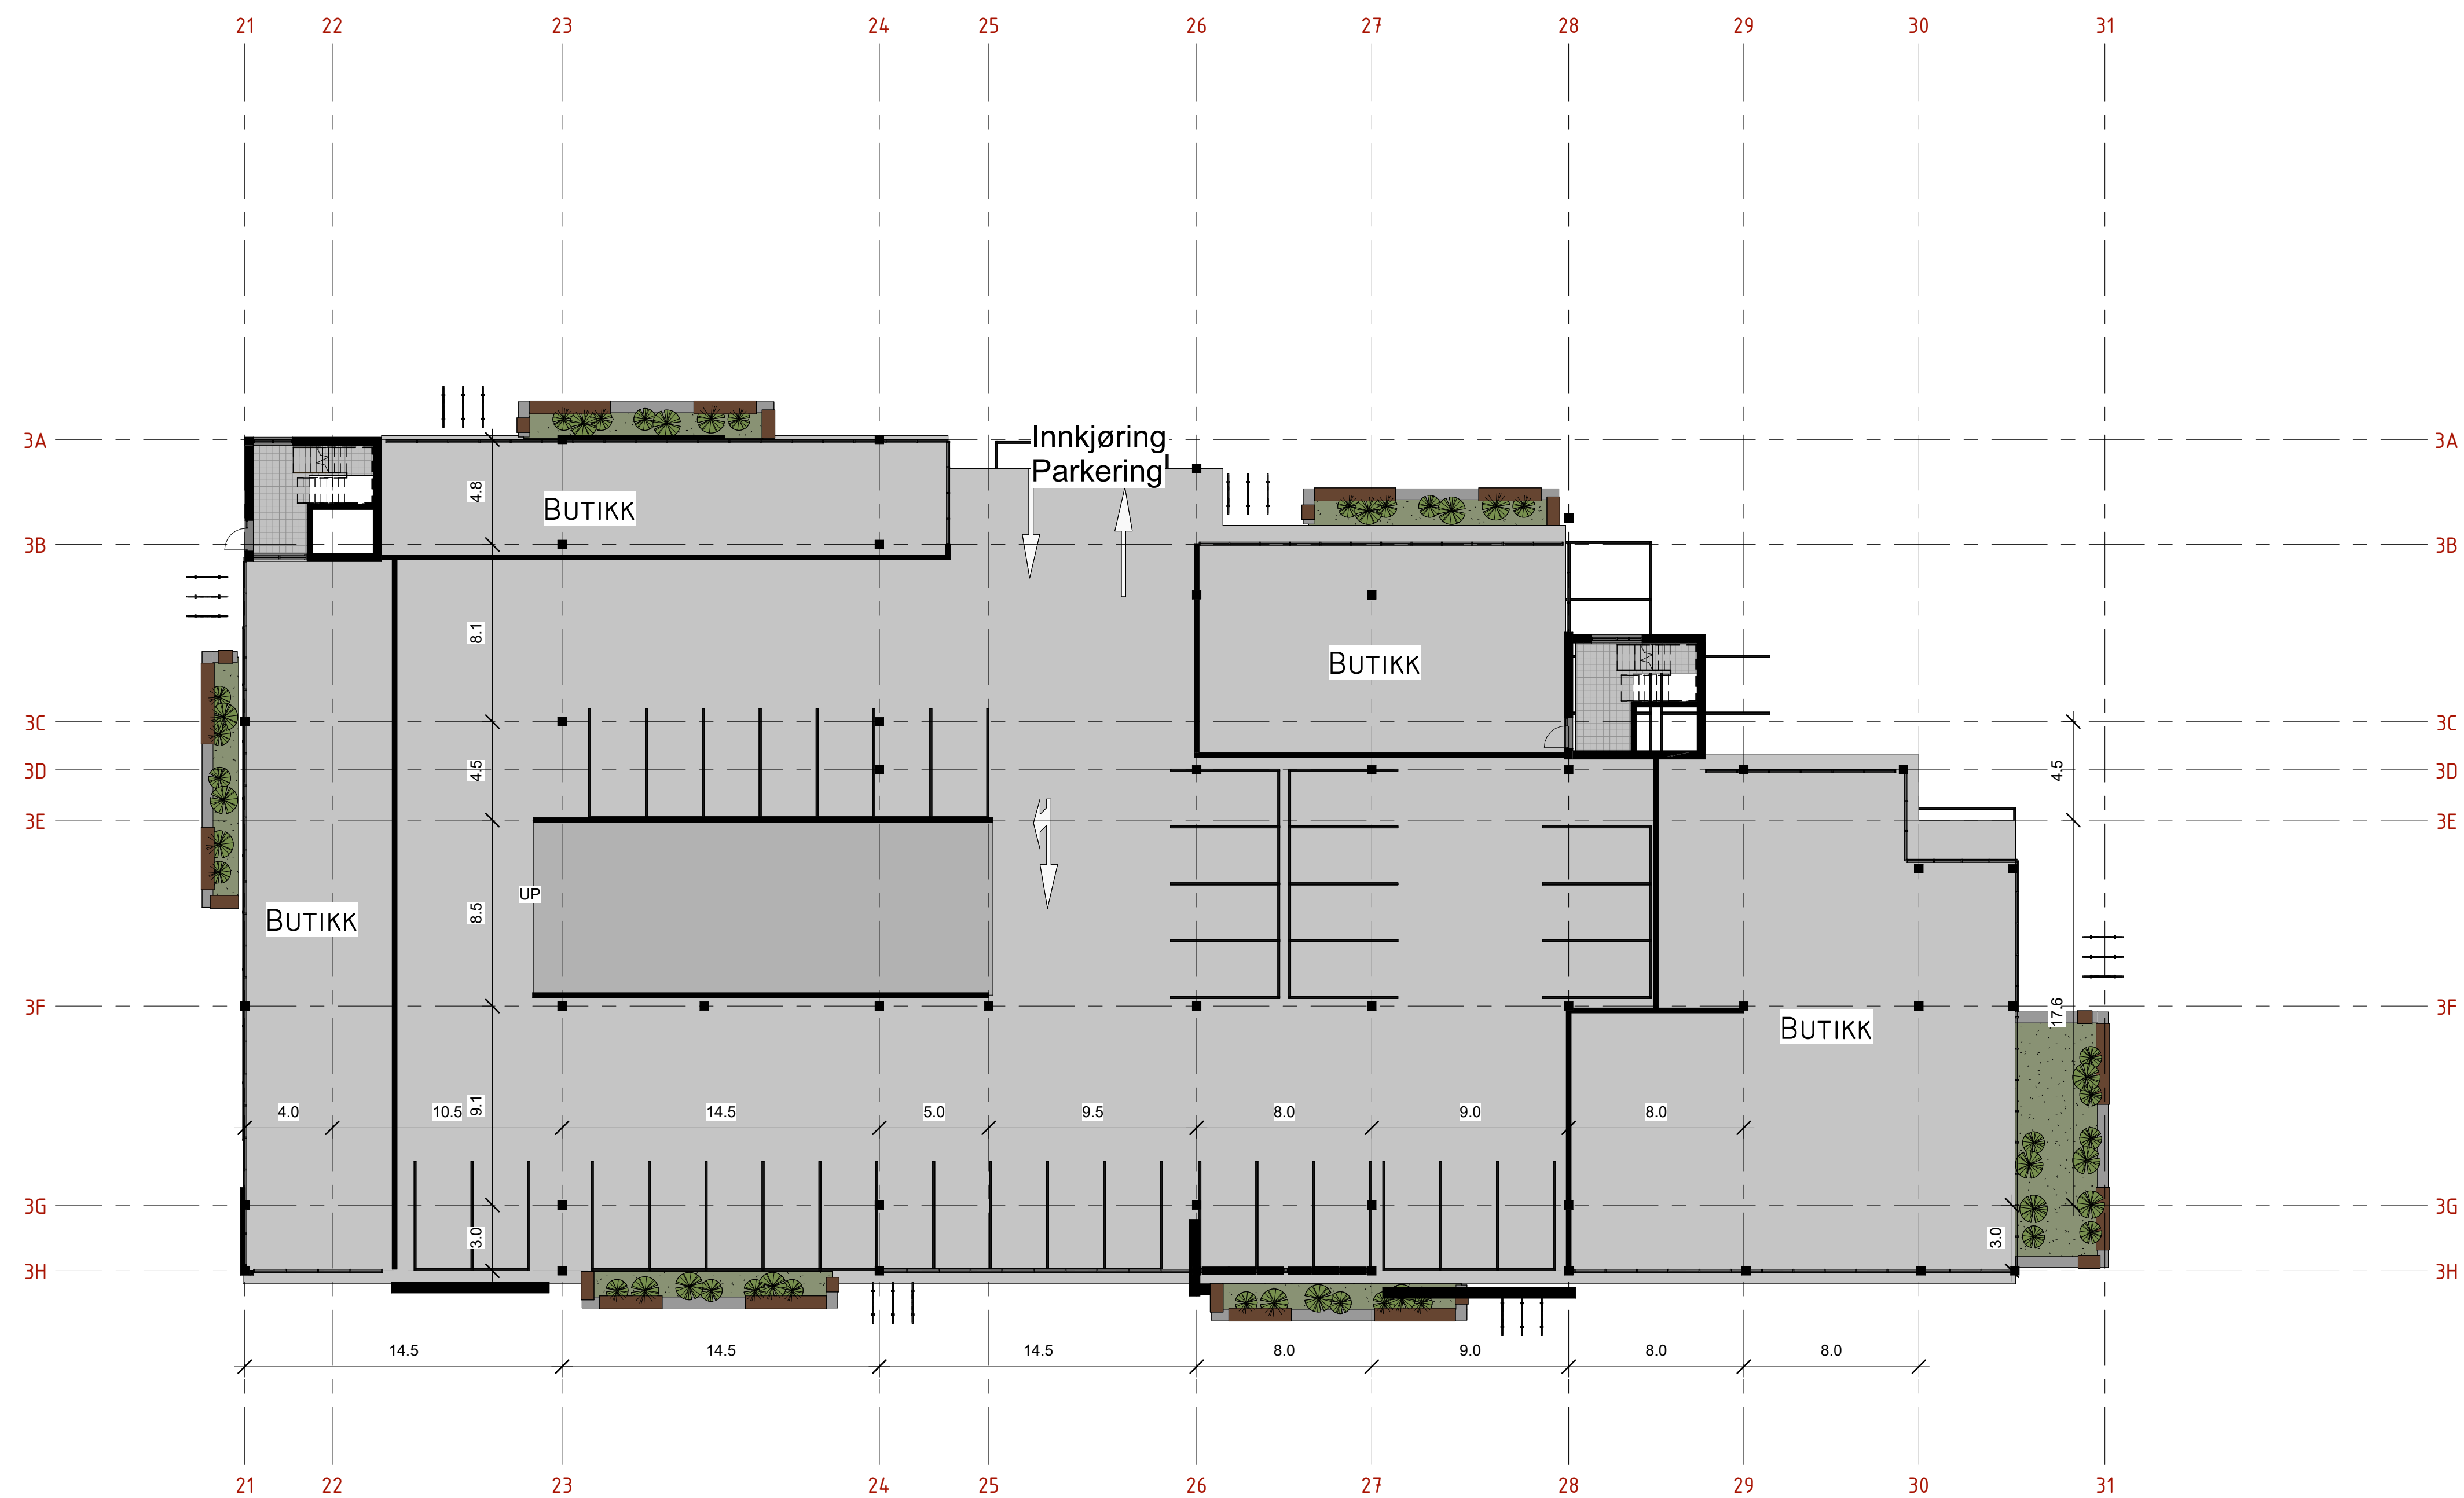 21 22 23 24 25 26 27 28 29 30 31
3A Innkjøring 3A
Parkering
4.8
BUTIKK
3B 3B
8.1
BUTIKK
3C 3C
3D 4.5 4.5 3D
3E 3E
UP
8.5
BUTIKK
3F 17.6 3F
BUTIKK
4.0 10.5 9.1 14.5 5.0 9.5 8.0 9.0 8.0
3G 3G
3.0 3.0
3H 3H
14.5 14.5 14.5 8.0 9.0 8.0 8.0
21 22 23 24 25 26 27 28 29 30 31